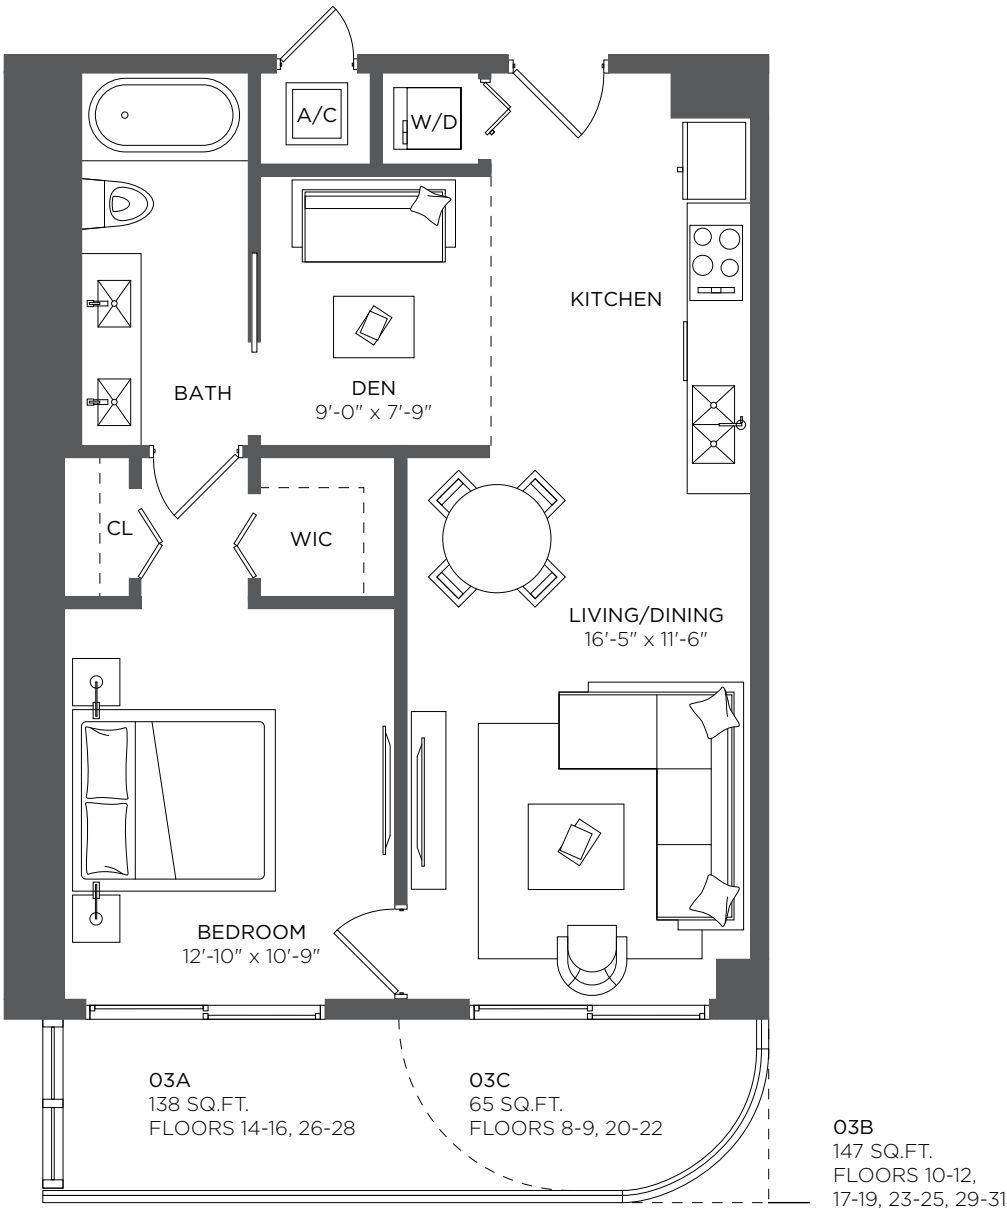 A/C
W/D
KITCHEN
BATH
DEN
9'-0" x 7'-9"
CL
WIC
LIVING/DINING
16'-5" x 11'-6"
BEDROOM
12'-10" x 10'-9"
03A
138 SQ.FT.
FLOORS 14-16, 26-28
03C
65 SQ.FT.
FLOORS 8-9, 20-22
03B
147 SQ.FT.
FLOORS 10-12,
17-19, 23-25, 29-31